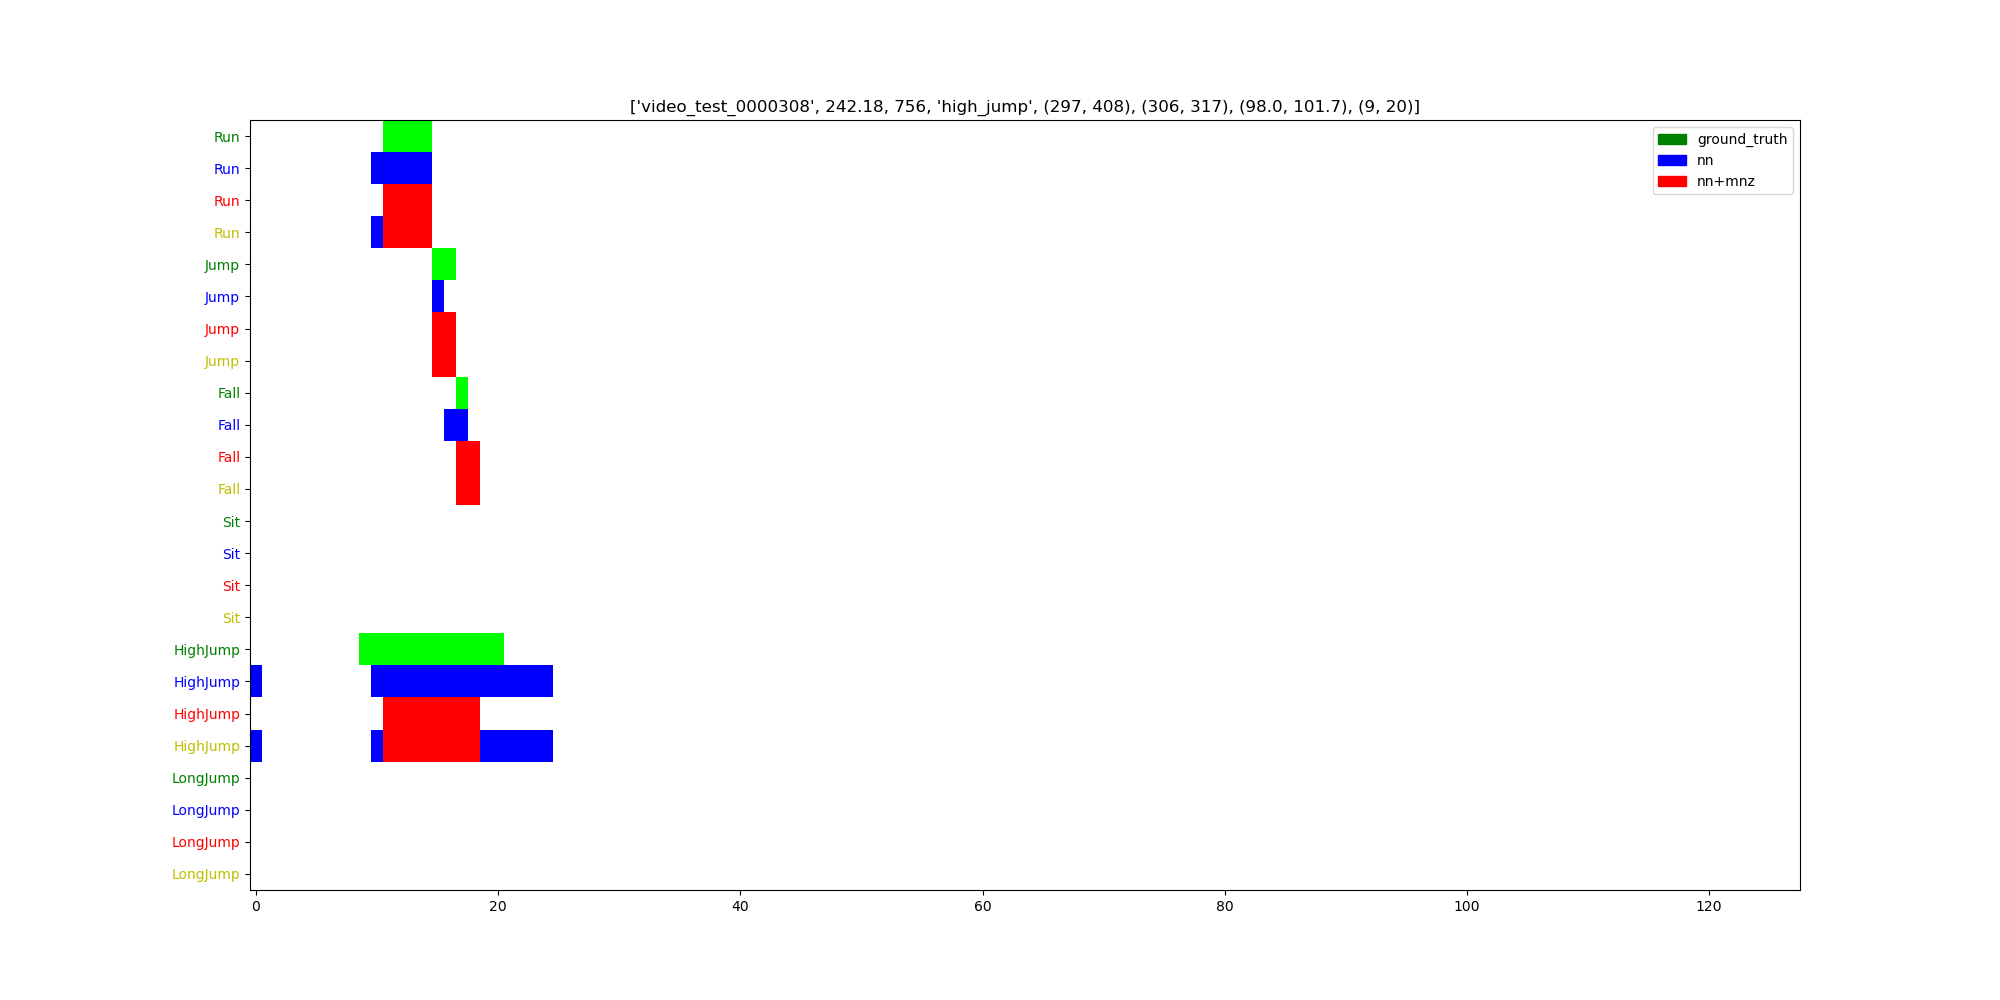 ['video_test_0000308', 242.18, 756, 'high_jump', (297, 408), (306, 317), (98.0, 101.7), (9, 20)]
ground_truth
nn
nn+mnz
Run
Run
Run
Run
Jump
Jump
Jump
Jump
Fall
Fall
Fall
Fall
Sit
Sit
Sit
Sit
HighJump
HighJump
HighJump
HighJump
LongJump
LongJump
LongJump
LongJump
0 20 40 60 80 100 120